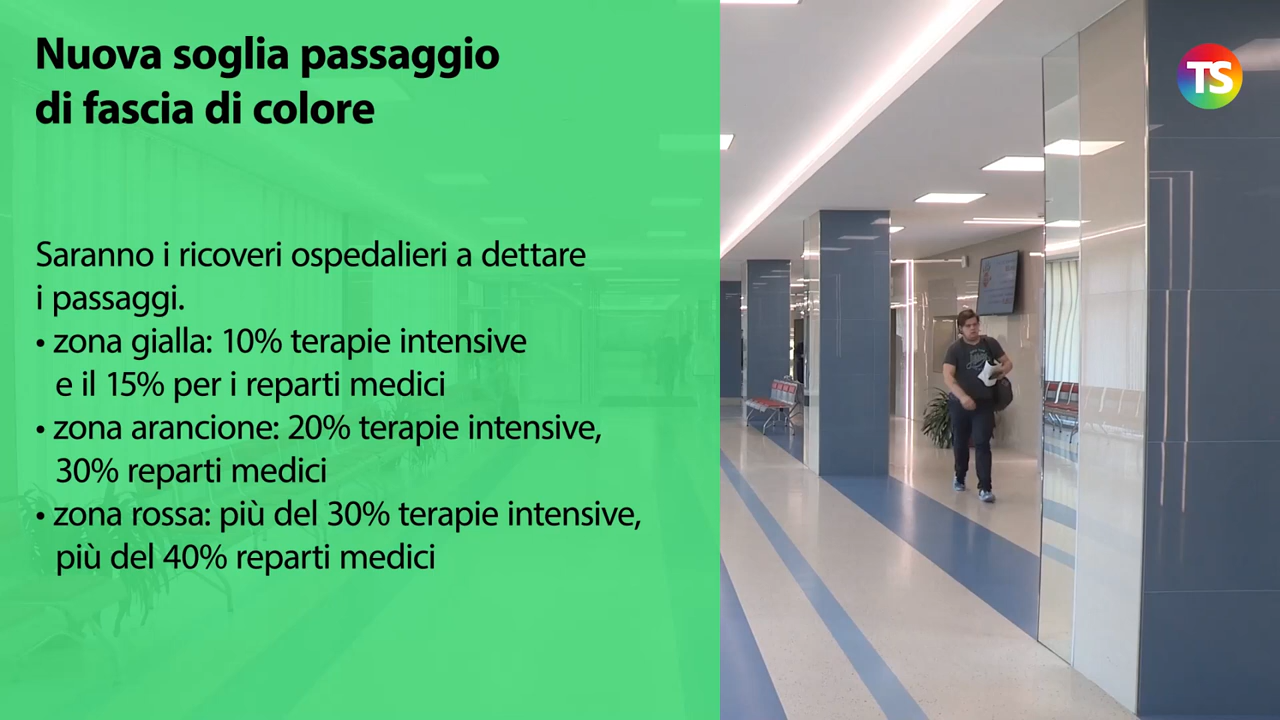 Nuova soglia passaggio
di fascia di colore
TS
Saranno i ricoveri ospedalieri a dettare
i passaggi.
• zona gialla: 10% terapie intensive
e il 15% per i reparti medici
• zona arancione: 20% terapie intensive,
30% reparti medici
• zona rossa: più del 30% terapie intensive,
più del 40% reparti medici